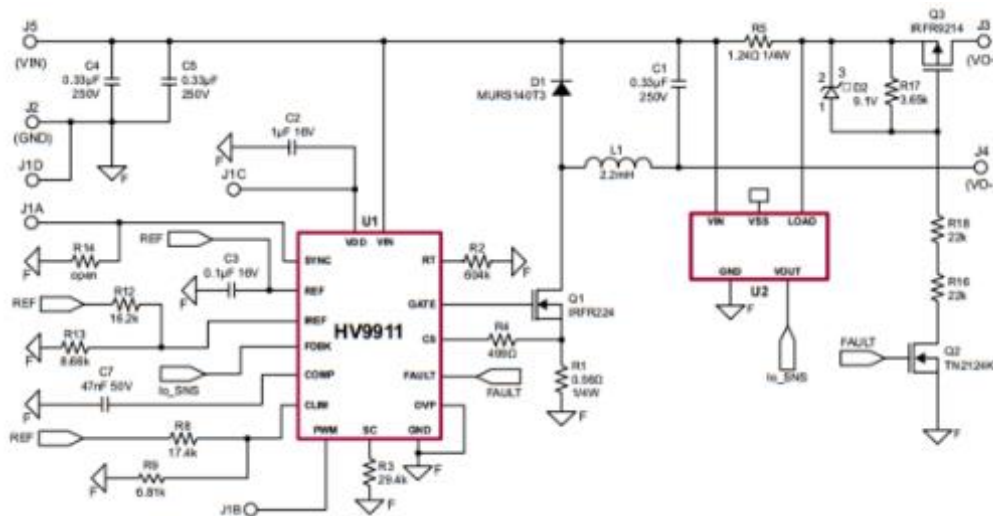 J5
(VIN)
C4
0.33µF
250V
C5
0.33µF
250V
J2
(GND)
F
J1D
C2
1µF 16V
F
J1C
J1A
U1
VDD
VIN
R14
open
F
REF
C3
0.1µF 16V
F
REF
R12
16.2k
R13
8.66k
F
Io_SNS
C7
47nF 50V
F
REF
R8
17.4k
R9
6.81k
F
J1B
SYNC
REF
IREF
FDBK
COMP
CLIM
PWM
SC
HV9911
RT
GATE
CS
FAULT
OVP
GND
R3
29.4k
F
F
R2
604k
F
R4
499Ω
FAULT
Q1
IRFR224
R1
0.56Ω
1/4W
F
D1
MURS140T3
L1
2.2mH
C1
0.33µF
250V
R5
1.24Ω 1/4W
VIN
VSS
LOAD
GND
VOUT
U2
F
Io_SNS
2
3
1
D2
9.1V
R17
3.65k
Q3
IRFR9214
J3
J4
(VO-
R18
22k
R16
22k
FAULT
Q2
TN2124K
F